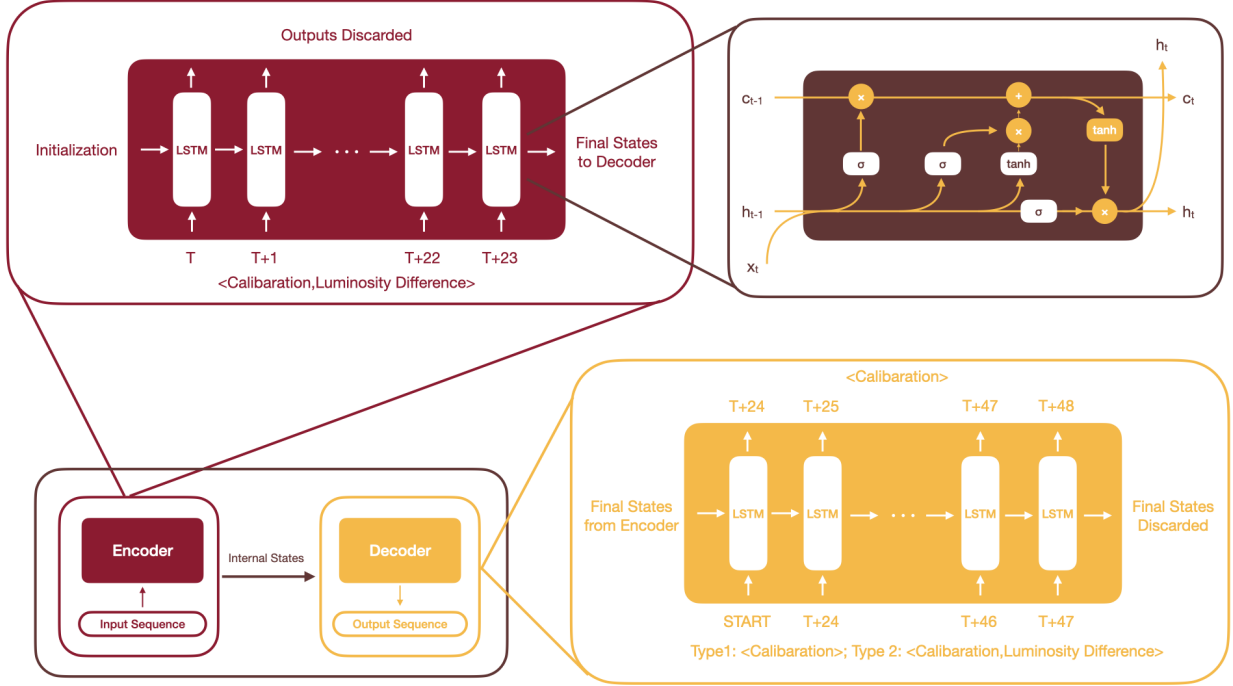 Outputs Discarded
Initialization
LSTM
LSTM
. . .
LSTM
LSTM
Final States
to Decoder
T
T+1
T+22
T+23
<Calibaration,Luminosity Difference>
hₜ
cₜ₋₁
×
+
cₜ
×
tanh
σ
σ
tanh
hₜ₋₁
σ
×
hₜ
xₜ
<Calibaration>
T+24
T+25
T+47
T+48
Final States
from Encoder
LSTM
LSTM
. . .
LSTM
LSTM
Final States
Discarded
START
T+24
T+46
T+47
Type1: <Calibaration>; Type 2: <Calibaration,Luminosity Difference>
Encoder
Internal States
Decoder
Input Sequence
Output Sequence